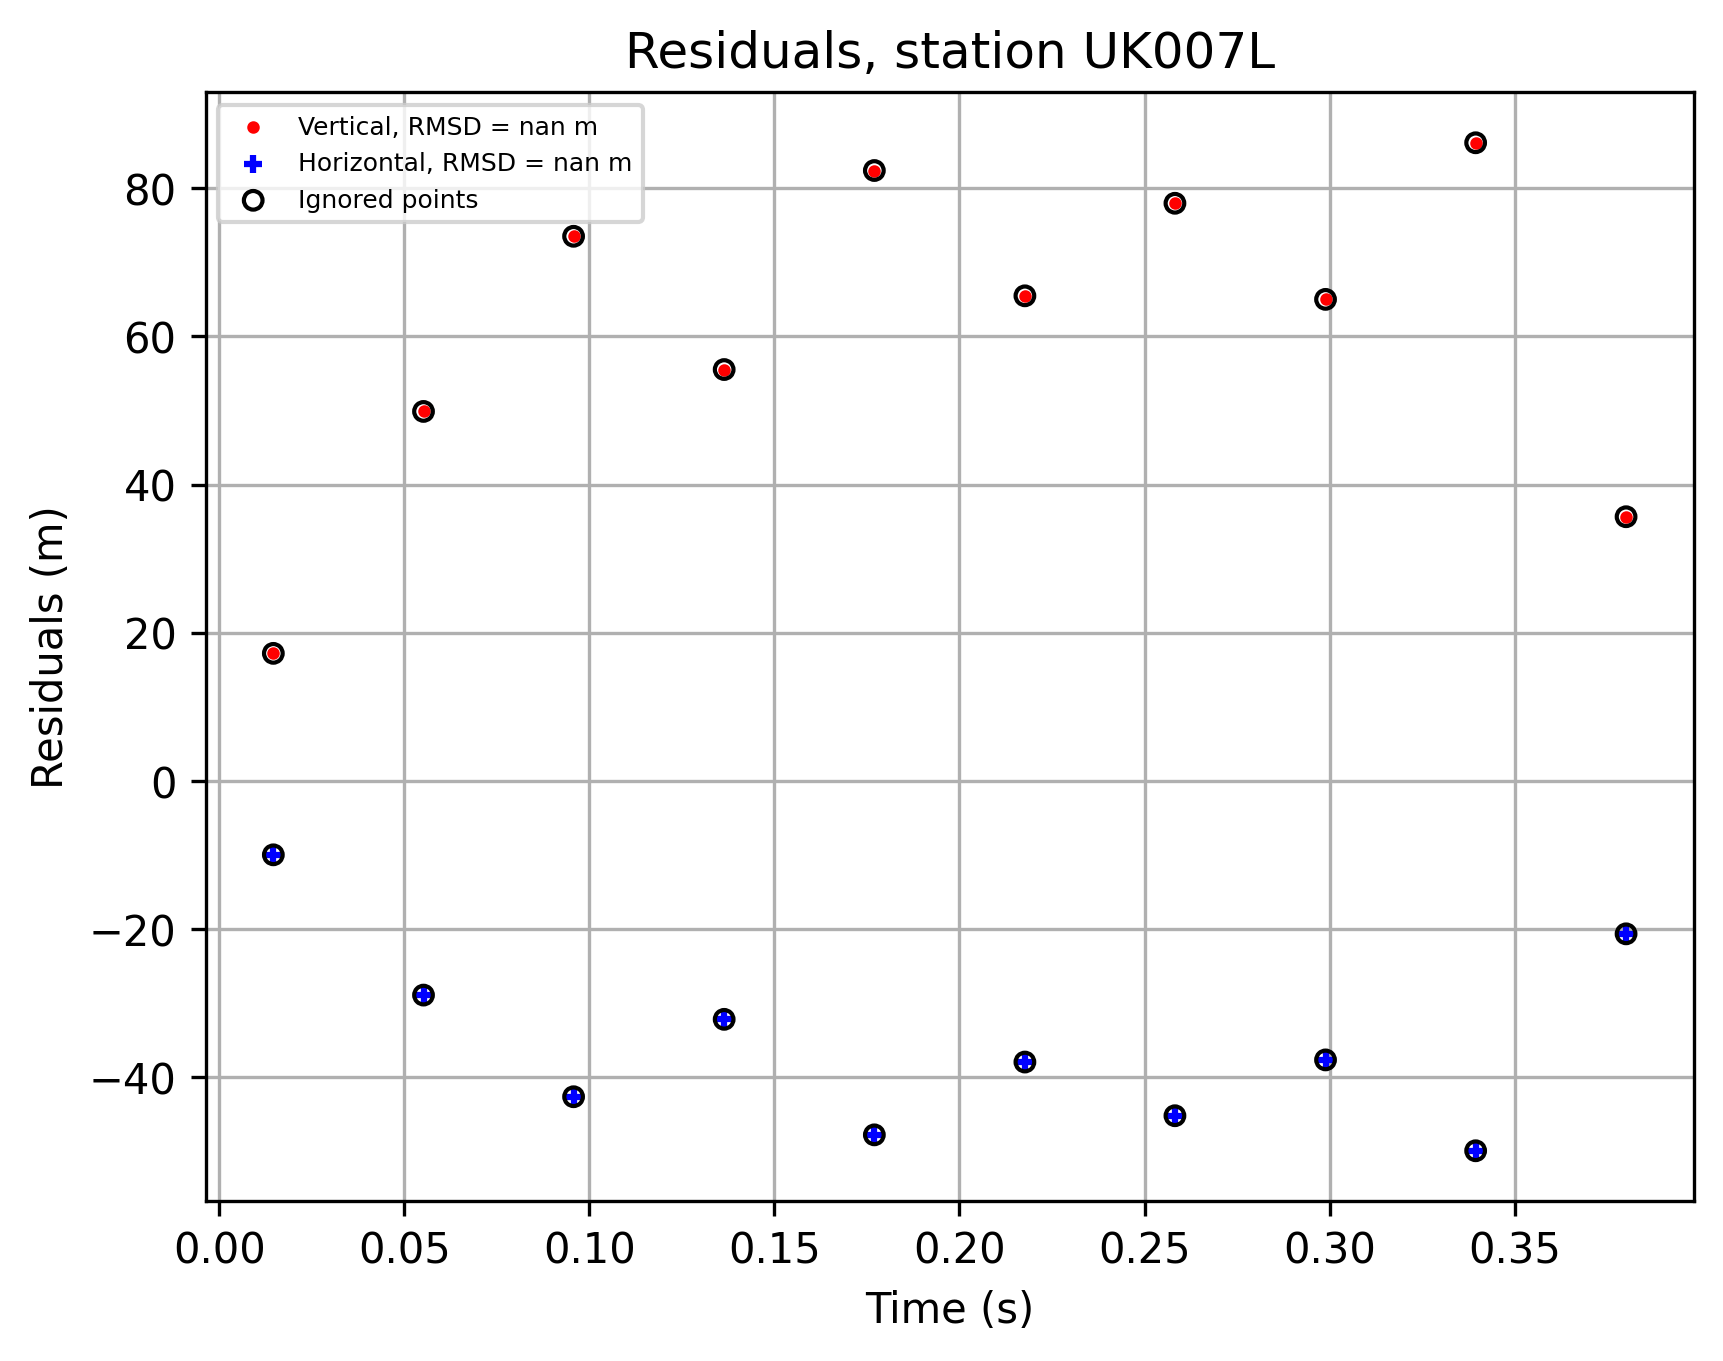 Residuals, station UK007L
Vertical, RMSD = nan m
Horizontal, RMSD = nan m
Ignored points
80
60
40
20
0
−20
−40
Residuals (m)
0.00 0.05 0.10 0.15 0.20 0.25 0.30 0.35
Time (s)